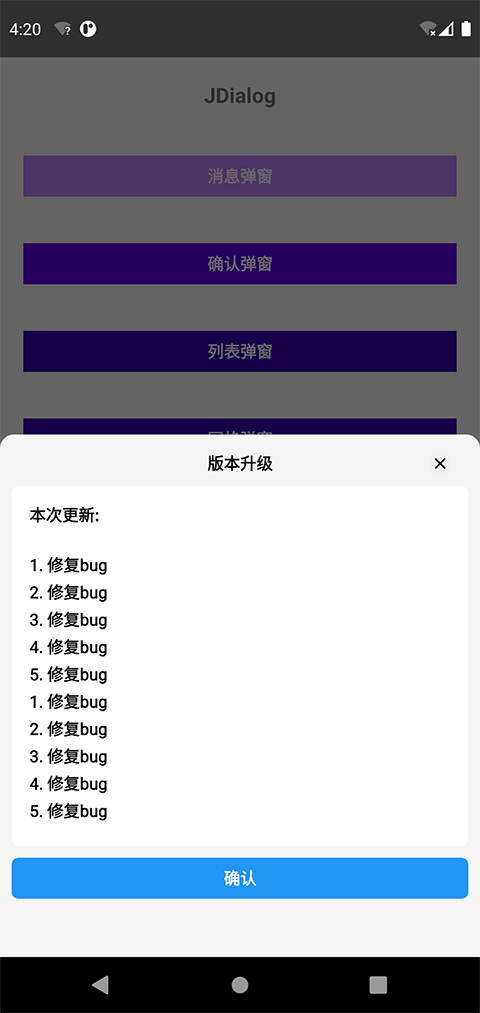 4:20
JDialog
消息弹窗
确认弹窗
列表弹窗
版本升级
本次更新:
1. 修复bug
2. 修复bug
3. 修复bug
4. 修复bug
5. 修复bug
1. 修复bug
2. 修复bug
3. 修复bug
4. 修复bug
5. 修复bug
确认